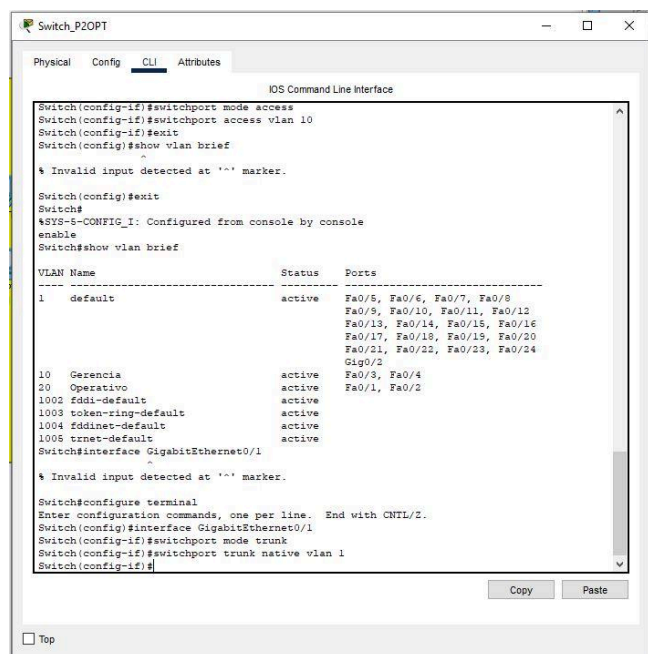 Switch_P2OPT
Physical Config CLI Attributes
IOS Command Line Interface
Switch(config-if)#switchport mode access
Switch(config-if)#switchport access vlan 10
Switch(config-if)#exit
Switch(config)#show vlan brief
^
% Invalid input detected at '^' marker.
Switch(config)#exit
Switch#
%SYS-5-CONFIG_I: Configured from console by console
enable
Switch#show vlan brief
VLAN Name Status Ports
---- -------------------------------- --------- -------------------------------
1 default active Fa0/5, Fa0/6, Fa0/7, Fa0/8
Fa0/9, Fa0/10, Fa0/11, Fa0/12
Fa0/13, Fa0/14, Fa0/15, Fa0/16
Fa0/17, Fa0/18, Fa0/19, Fa0/20
Fa0/21, Fa0/22, Fa0/23, Fa0/24
Gig0/2
10 Gerencia active Fa0/3, Fa0/4
20 Operativo active Fa0/1, Fa0/2
1002 fddi-default active
1003 token-ring-default active
1004 fddinet-default active
1005 trnet-default active
Switch#interface GigabitEthernet0/1
^
% Invalid input detected at '^' marker.
Switch#configure terminal
Enter configuration commands, one per line. End with CNTL/Z.
Switch(config)#interface GigabitEthernet0/1
Switch(config-if)#switchport mode trunk
Switch(config-if)#switchport trunk native vlan 1
Switch(config-if)#
Copy Paste
Top